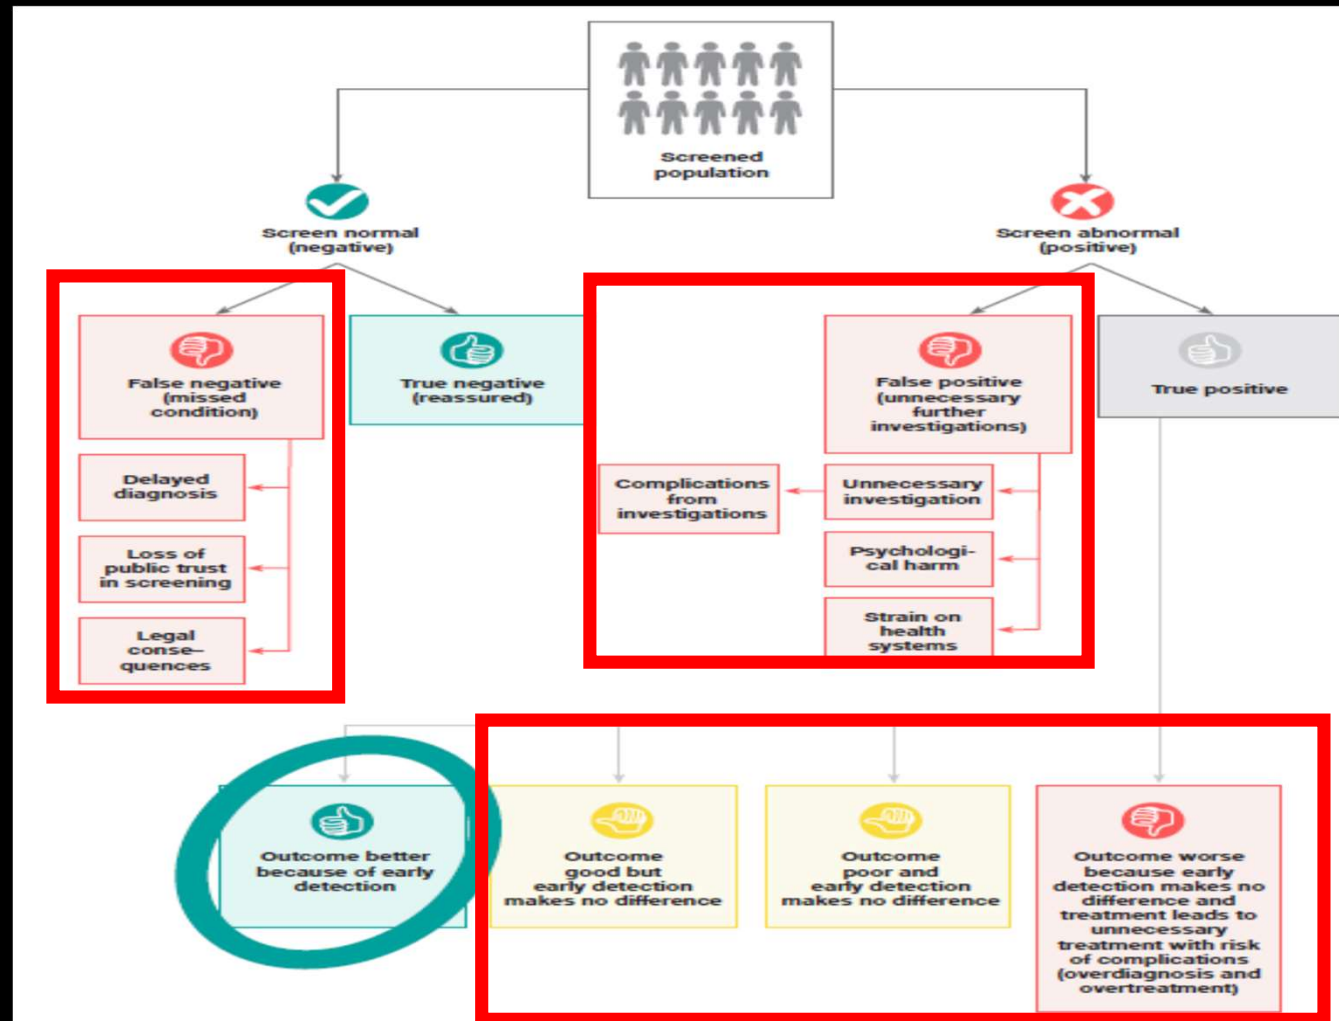 Screened
population
Screen normal
(negative)
Screen abnormal
(positive)
False negative
(missed
condition)
True negative
(reassured)
False positive
(unnecessary
further
investigations)
True positive
Delayed
diagnosis
Loss of
public trust
in screening
Legal
conse-
quences
Complications
from
investigations
Unnecessary
investigation
Psychologi-
cal harm
Strain on
health
systems
Outcome better
because of early
detection
Outcome
good but
early detection
makes no difference
Outcome
poor and
early detection
makes no difference
Outcome worse
because early
detection makes no
difference and
treatment leads to
unnecessary
treatment with risk
of complications
(overdiagnosis and
overtreatment)